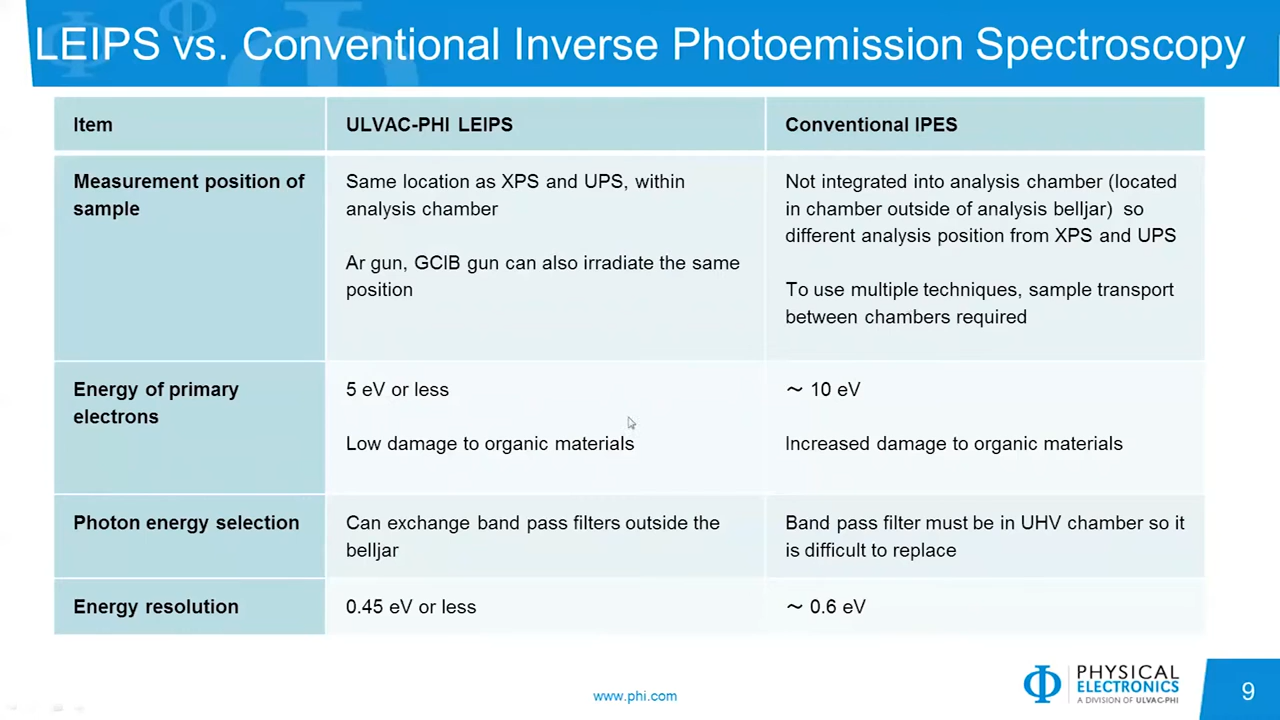 LEIPS vs. Conventional Inverse Photoemission Spectroscopy
Item
ULVAC-PHI LEIPS
Conventional IPES
Measurement position of
sample
Same location as XPS and UPS, within
analysis chamber
Ar gun, GCIB gun can also irradiate the same
position
Not integrated into analysis chamber (located
in chamber outside of analysis belljar)  so
different analysis position from XPS and UPS
To use multiple techniques, sample transport
between chambers required
Energy of primary
electrons
5 eV or less
Low damage to organic materials
～ 10 eV
Increased damage to organic materials
Photon energy selection
Can exchange band pass filters outside the
belljar
Band pass filter must be in UHV chamber so it
is difficult to replace
Energy resolution
0.45 eV or less
～ 0.6 eV
www.phi.com
PHYSICAL
ELECTRONICS
A DIVISION OF ULVAC-PHI
9